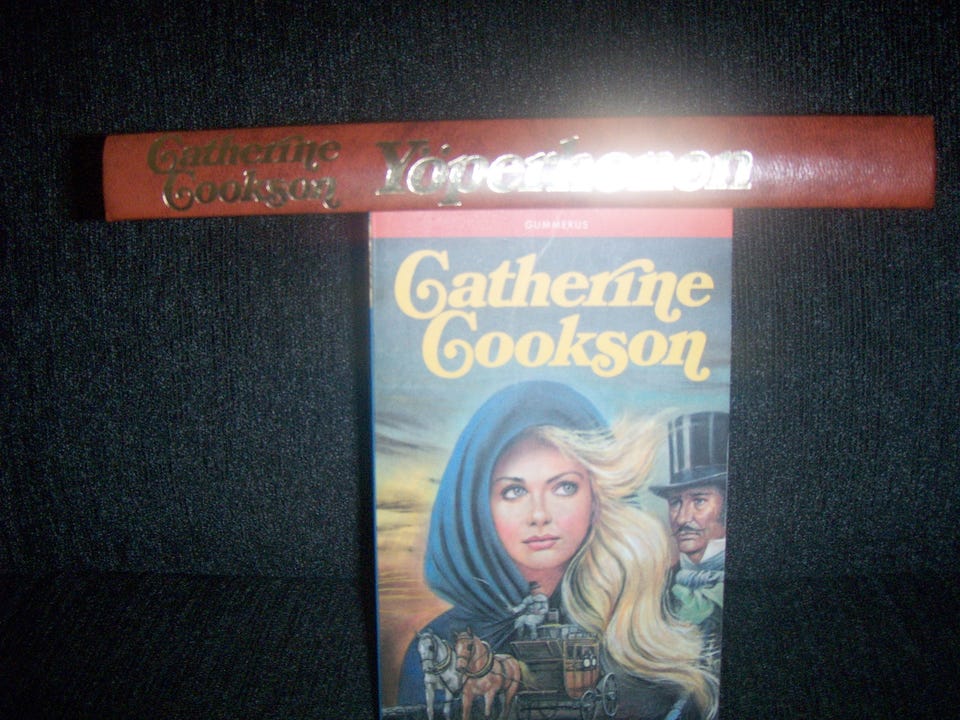 Catherine
Cookson
Yöperhonen
GUMMERUS
Catherine
Cookson